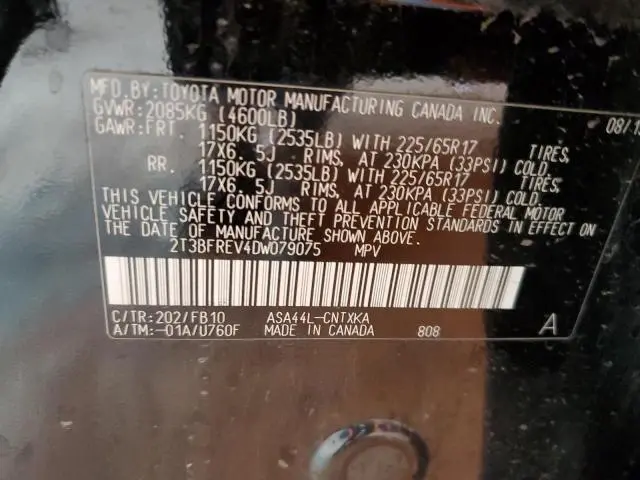 MFD.BY:TOYOTA MOTOR MANUFACTURING CANADA INC. 08/1
GVWR:2085KG (4600LB)
GAWR:FRT. 1150KG (2535LB) WITH 225/65R17 TIRES,
17X6. 5J RIMS, AT 230KPA (33PSI) COLD
RR. 1150KG (2535LB) WITH 225/65R17 TIRES,
17X6. 5J RIMS, AT 230KPA (33PSI) COLD
THIS VEHICLE CONFORMS TO ALL APPLICABLE FEDERAL MOTOR
VEHICLE SAFETY AND THEFT PREVENTION STANDARDS IN EFFECT ON
THE DATE OF MANUFACTURE SHOWN ABOVE.
2T3BFREV4DW079075 MPV
C/TR:202/FB10 ASA44L-CNTXKA
A/TM:-01A/U760F MADE IN CANADA 808 A